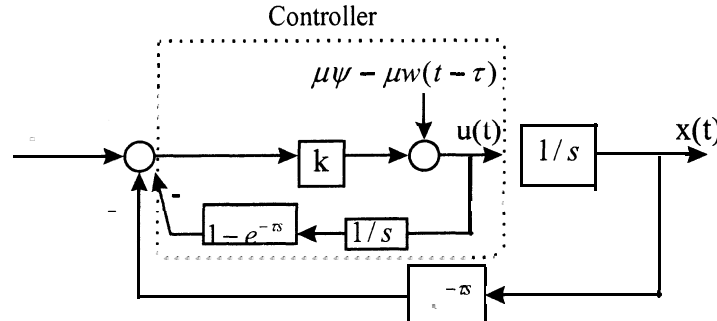 Controller
μψ − μw(t − τ)
u(t)
x(t)
k
1/s
-
1 − e^{−τs}
1/s
-
−τs